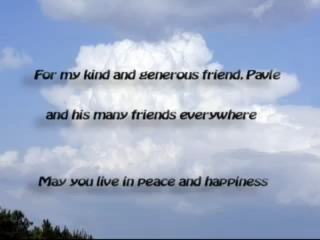 For my kind and generous friend, Pavle
and his many friends everywhere
May you live in peace and happiness